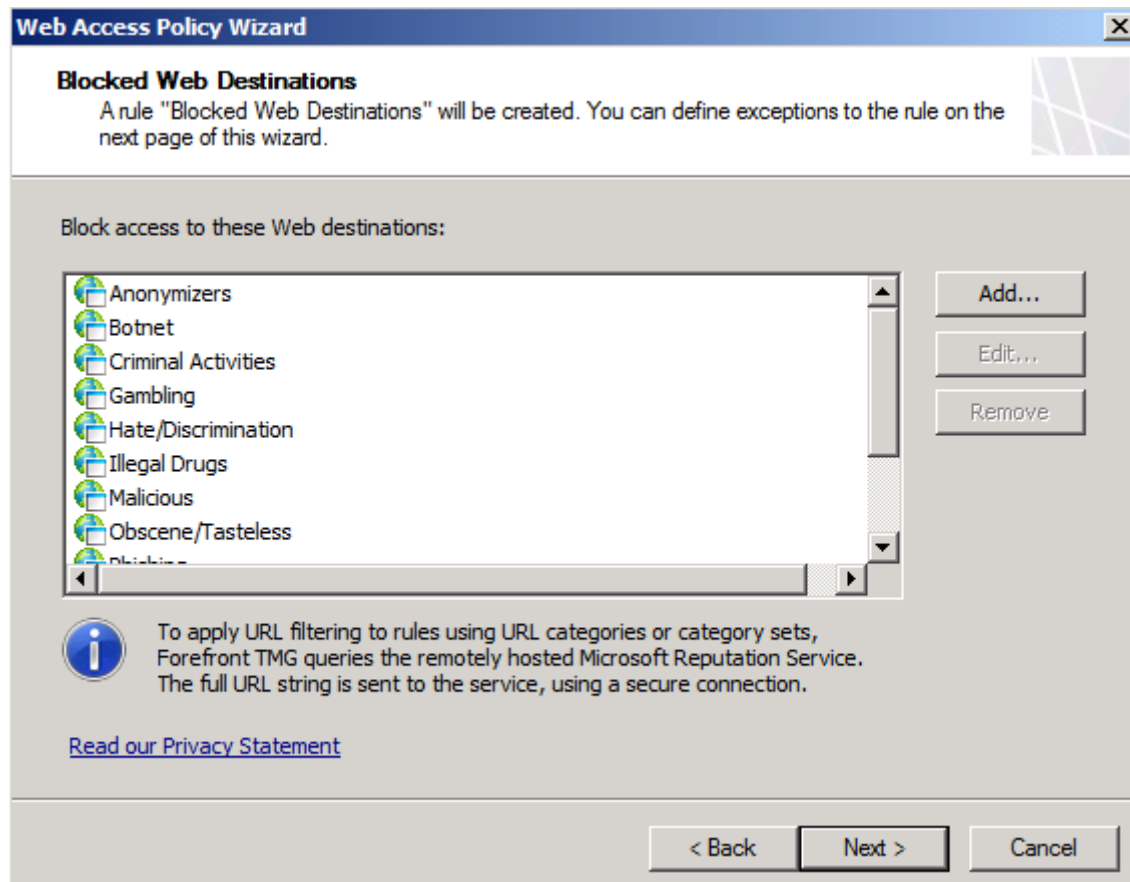 Web Access Policy Wizard
Blocked Web Destinations
A rule "Blocked Web Destinations" will be created. You can define exceptions to the rule on the
next page of this wizard.
Block access to these Web destinations:
Anonymizers
Botnet
Criminal Activities
Gambling
Hate/Discrimination
Illegal Drugs
Malicious
Obscene/Tasteless
Phishing
Add...
Edit...
Remove
To apply URL filtering to rules using URL categories or category sets,
Forefront TMG queries the remotely hosted Microsoft Reputation Service.
The full URL string is sent to the service, using a secure connection.
Read our Privacy Statement
< Back
Next >
Cancel